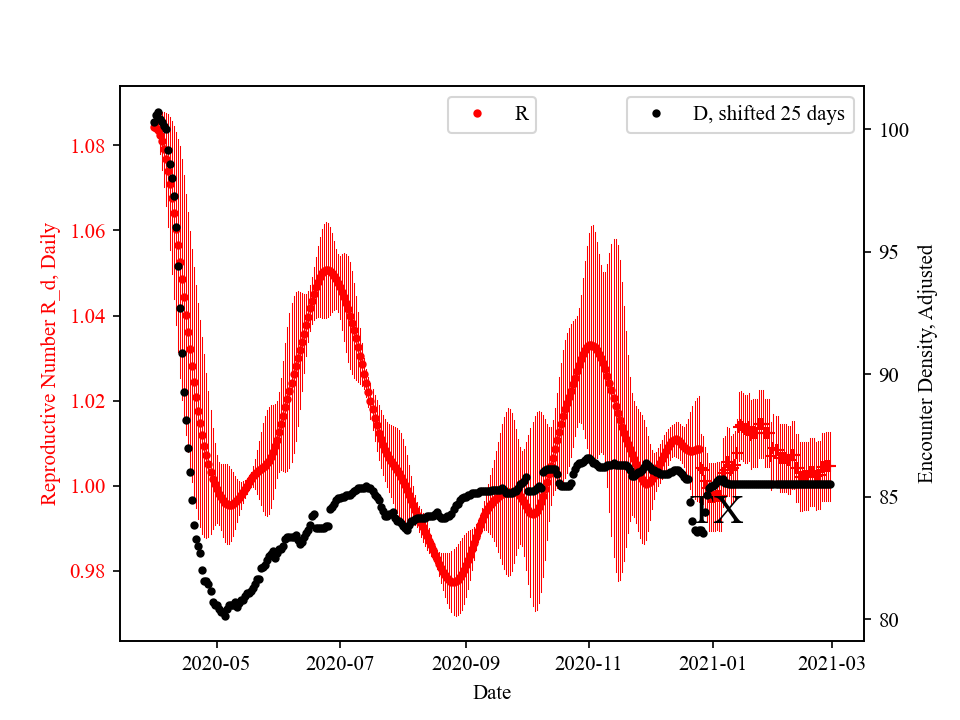 R
D, shifted 25 days
1.08
1.06
1.04
1.02
1.00
0.98
Reproductive Number R_d, Daily
100
95
90
85
80
Encounter Density, Adjusted
TX
2020-05
2020-07
2020-09
2020-11
2021-01
2021-03
Date